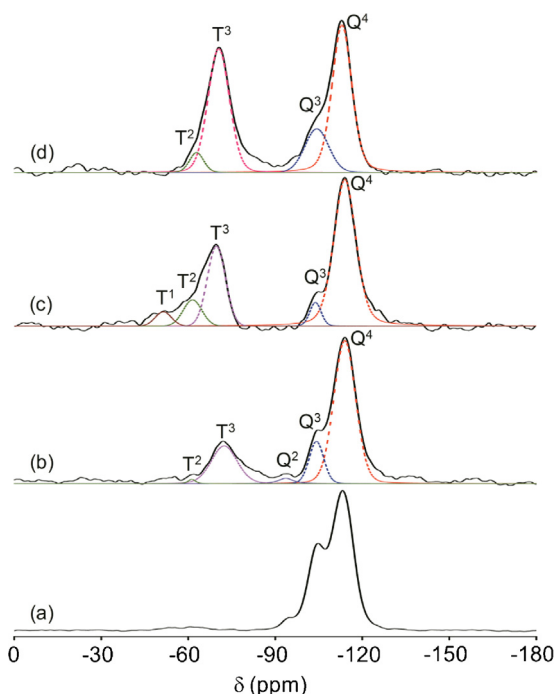 T³ Q⁴
T² Q³
(d)
T¹ T² T³ Q³ Q⁴
(c)
T² T³ Q² Q³ Q⁴
(b)
(a)
0 -30 -60 -90 -120 -150 -180
δ (ppm)